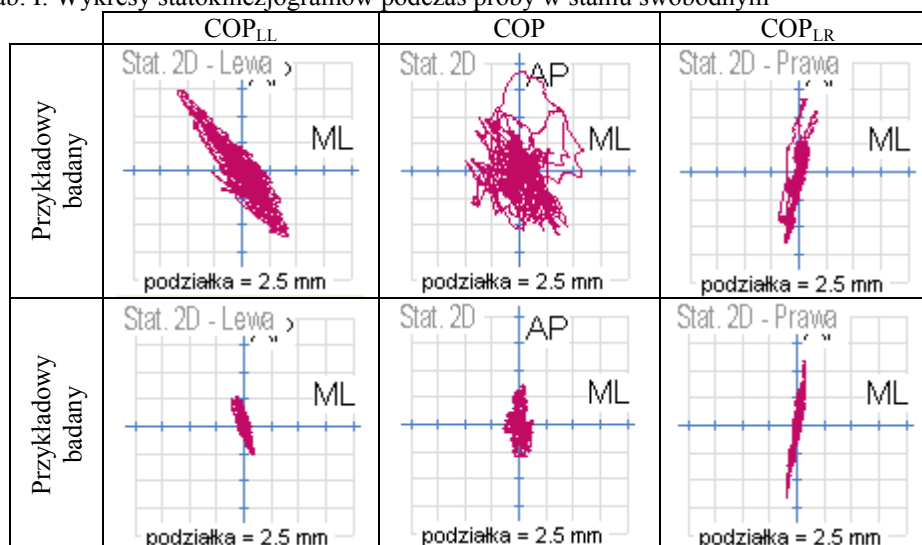 ab. I. Wykresy statokinezjogramów podczas próby w staniu swobodnym
COP_LL COP COP_LR
Przykładowy
badany
Stat. 2D - Lewa
ML
podziałka = 2.5 mm
Stat. 2D
AP
ML
podziałka = 2.5 mm
Stat. 2D - Prawa
ML
podziałka = 2.5 mm
Przykładowy
badany
Stat. 2D - Lewa
ML
podziałka = 2.5 mm
Stat. 2D
AP
ML
podziałka = 2.5 mm
Stat. 2D - Prawa
ML
podziałka = 2.5 mm